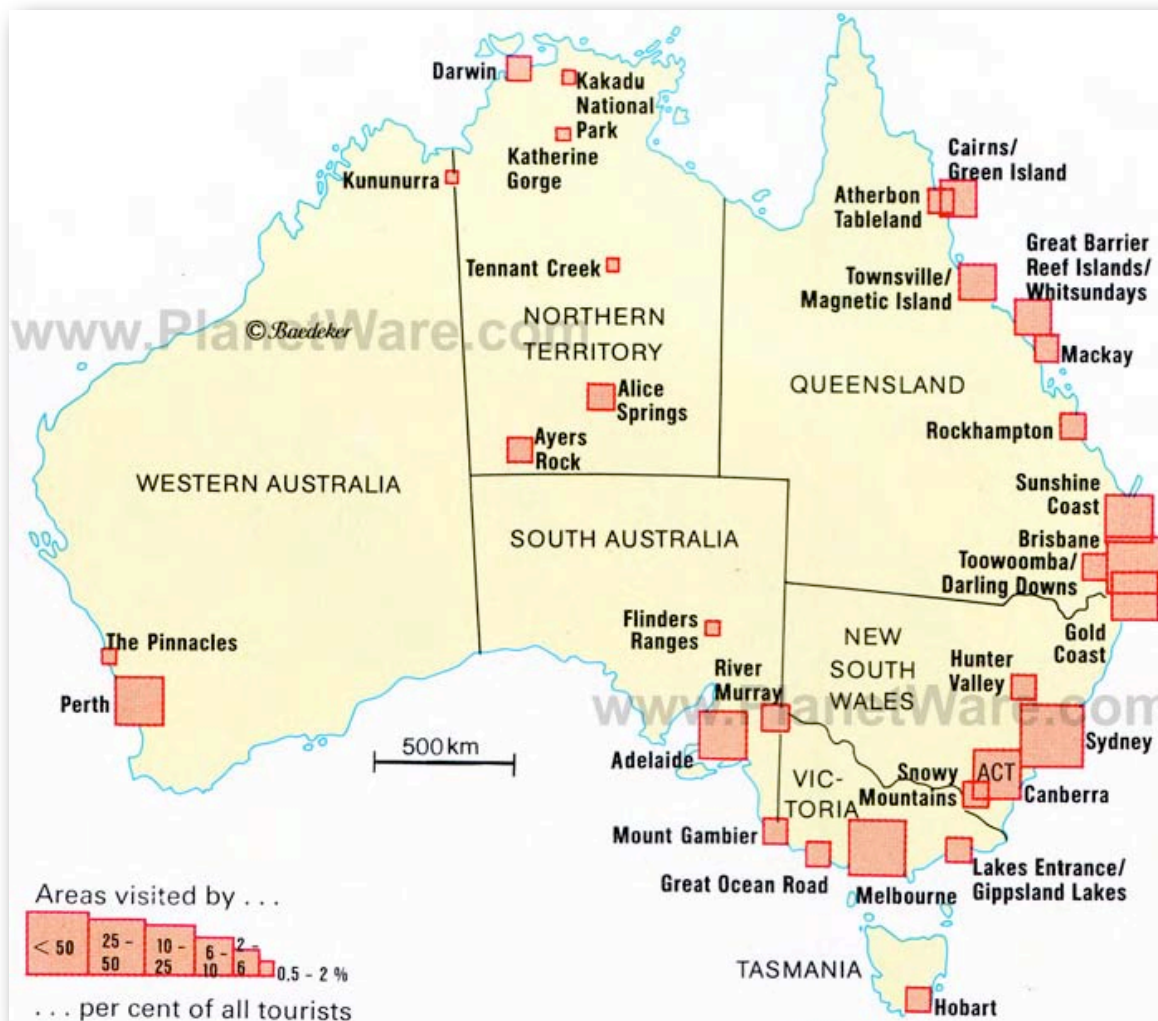 Darwin
Kakadu
National
Park
Katherine
Gorge
Kununurra
Cairns/
Green Island
Atherbon
Tableland
Great Barrier
Reef Islands/
Whitsundays
Tennant Creek
Townsville/
Magnetic Island
www.PlanetWare.com
© Baedeker
NORTHERN
TERRITORY
Mackay
QUEENSLAND
Alice
Springs
Rockhampton
Ayers
Rock
WESTERN AUSTRALIA
Sunshine
Coast
SOUTH AUSTRALIA
Brisbane
Toowoomba/
Darling Downs
Flinders
Ranges
The Pinnacles
NEW
SOUTH
WALES
Gold
Coast
Hunter
Valley
River
Murray
Perth
www.PlanetWare.com
500 km
Adelaide
Sydney
VIC-
TORIA
Snowy
Mountains
ACT
Canberra
Mount Gambier
Great Ocean Road
Melbourne
Lakes Entrance/
Gippsland Lakes
Areas visited by . . .
< 50
25 -
50
10 -
25
6 -
10
2 -
6
0.5 - 2 %
. . . per cent of all tourists
TASMANIA
Hobart